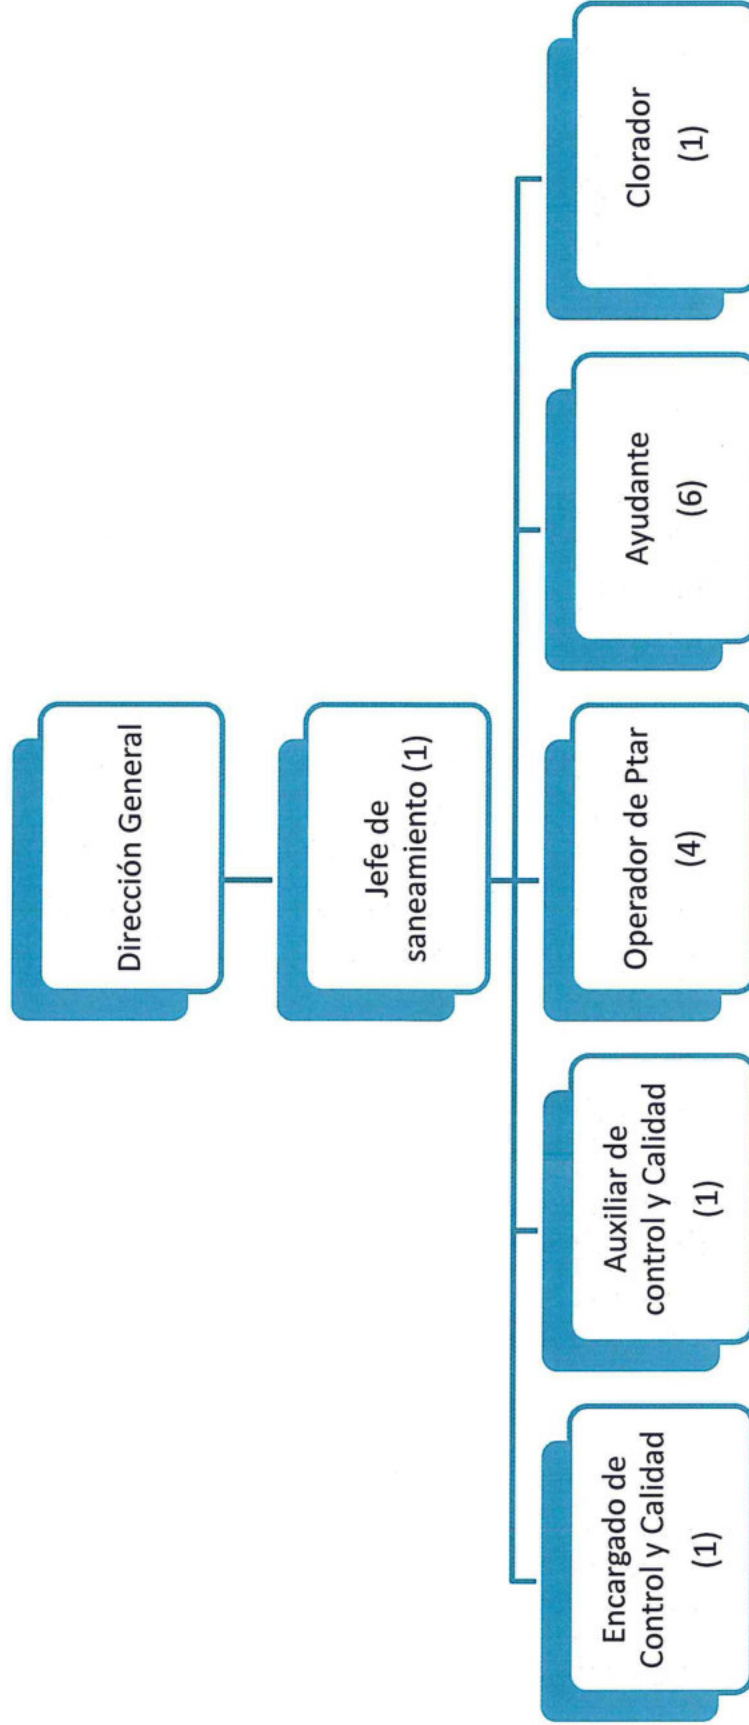 Dirección General
Jefe de
saneamiento (1)
Encargado de
Control y Calidad
(1)
Auxiliar de
control y Calidad
(1)
Operador de Ptar
(4)
Ayudante
(6)
Clorador
(1)